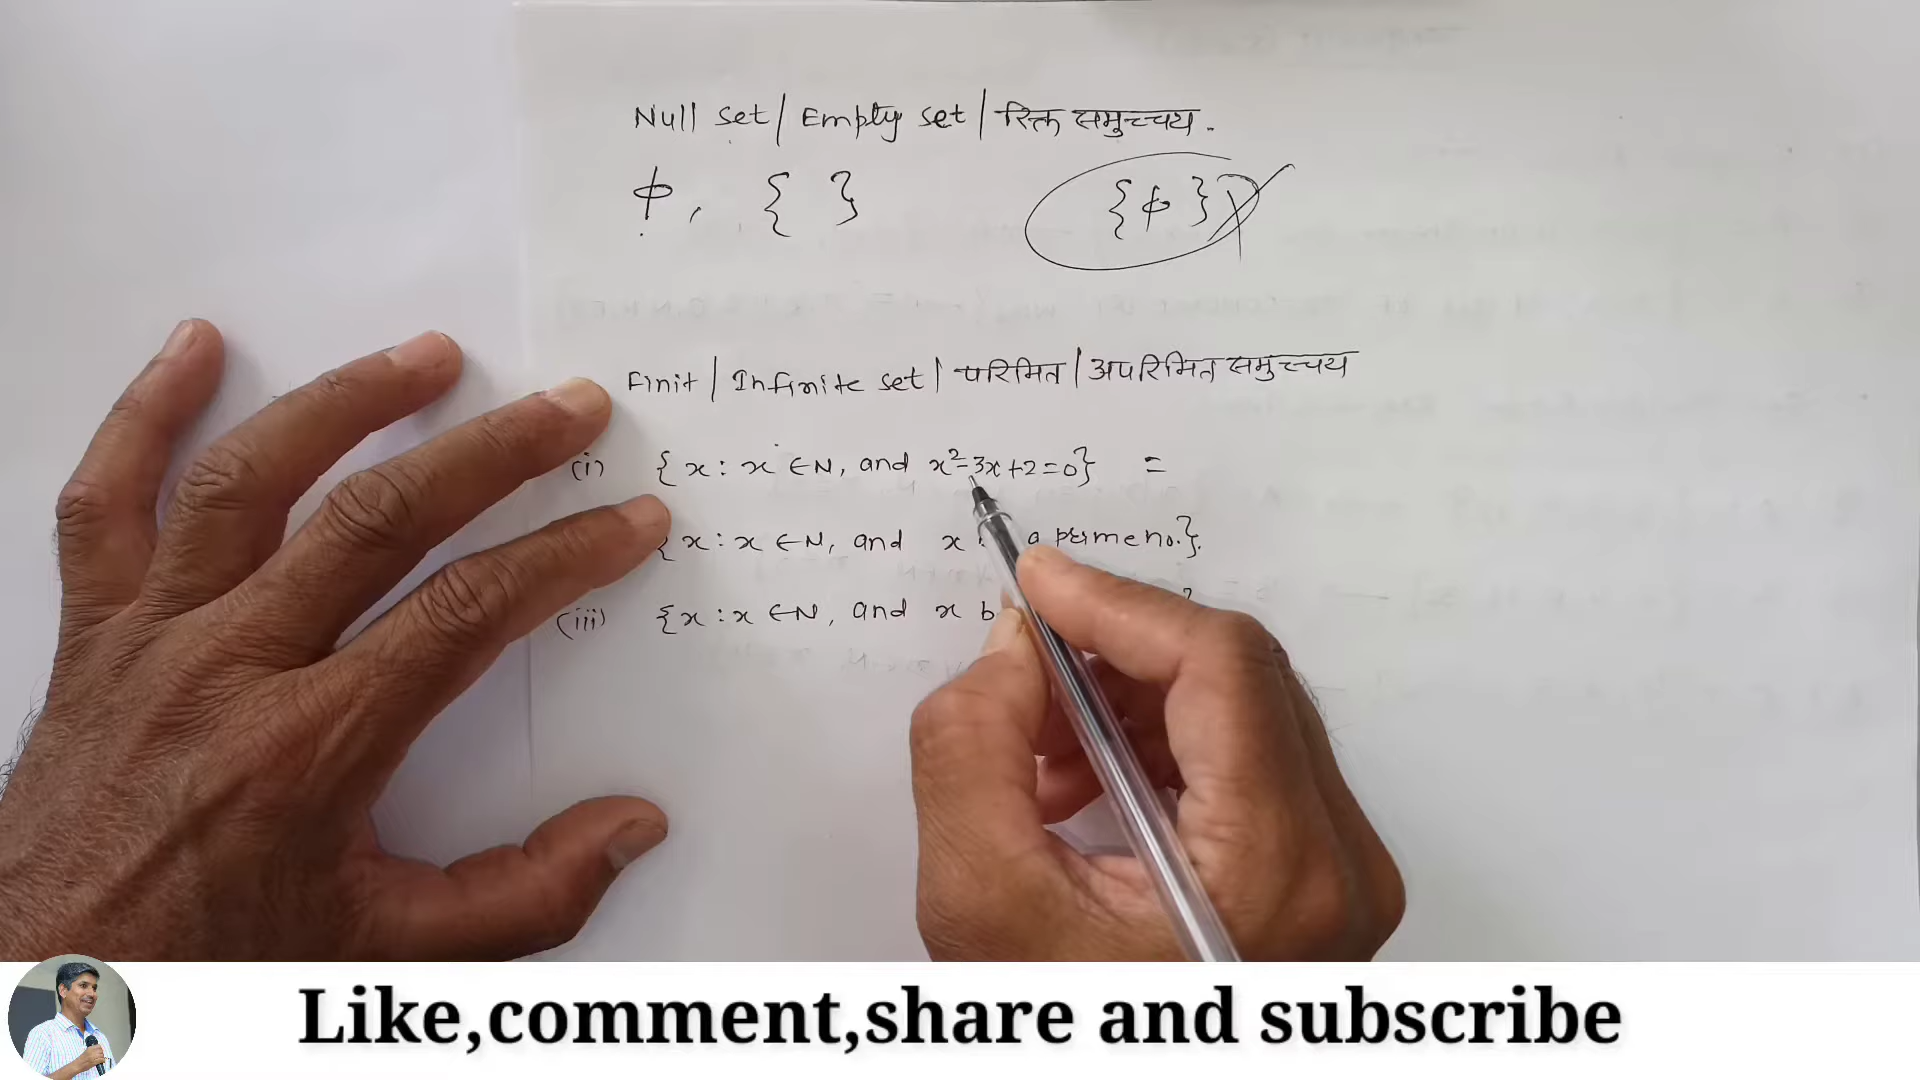 Null set / Empty set / रिक्त समुच्चय.
ϕ, { } {ϕ}
Finit / Infinite set / परिमित / अपरिमित समुच्चय
(i) { x : x ∈ N, and x²-3x+2=0} =
{ x : x ∈ N, and x a prime no.}.
(iii) { x : x ∈ N, and x
Like,comment,share and subscribe